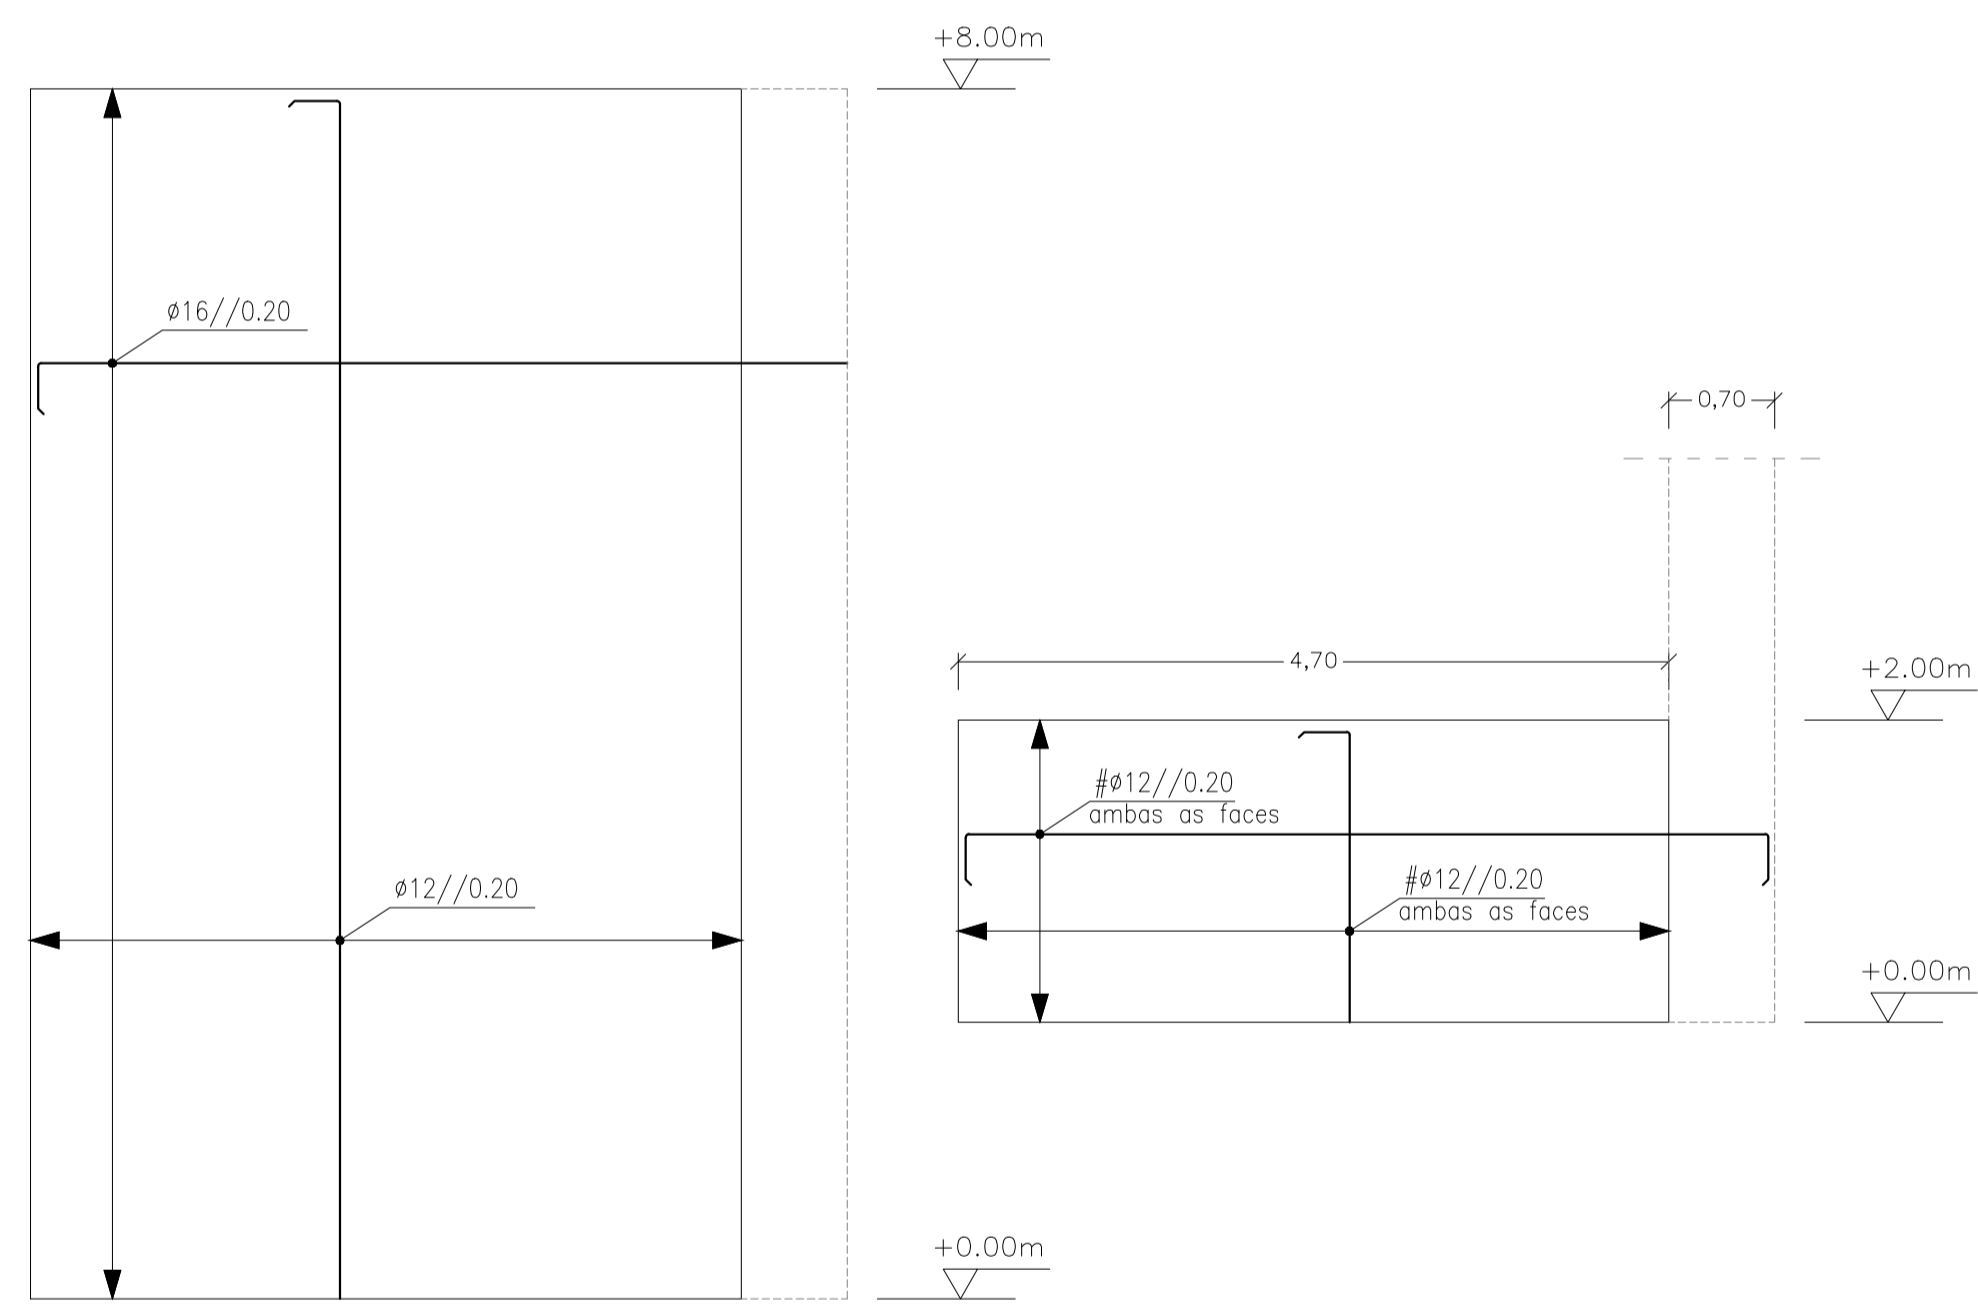 +8.00m
ø16//0.20
0,70
4,70
+2.00m
#ø12//0.20
ambas as faces
#ø12//0.20
ambas as faces
ø12//0.20
+0.00m
+0.00m